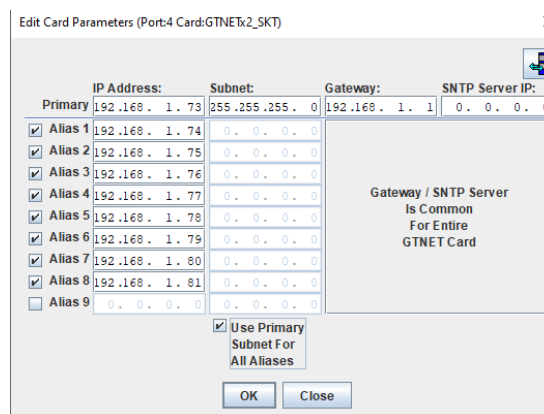 Edit Card Parameters (Port:4 Card:GTNETx2_SKT)
IP Address: Subnet: Gateway: SNTP Server IP:
Primary 192.168. 1. 73 255.255.255. 0 192.168. 1. 1 0. 0. 0.
Alias 1 192.168. 1. 74 0. 0. 0. 0
Alias 2 192.168. 1. 75 0. 0. 0. 0
Alias 3 192.168. 1. 76 0. 0. 0. 0
Alias 4 192.168. 1. 77 0. 0. 0. 0
Alias 5 192.168. 1. 78 0. 0. 0. 0
Alias 6 192.168. 1. 79 0. 0. 0. 0
Alias 7 192.168. 1. 80 0. 0. 0. 0
Alias 8 192.168. 1. 81 0. 0. 0. 0
Alias 9 0. 0. 0. 0 0. 0. 0. 0
Gateway / SNTP Server
Is Common
For Entire
GTNET Card
Use Primary
Subnet For
All Aliases
OK Close